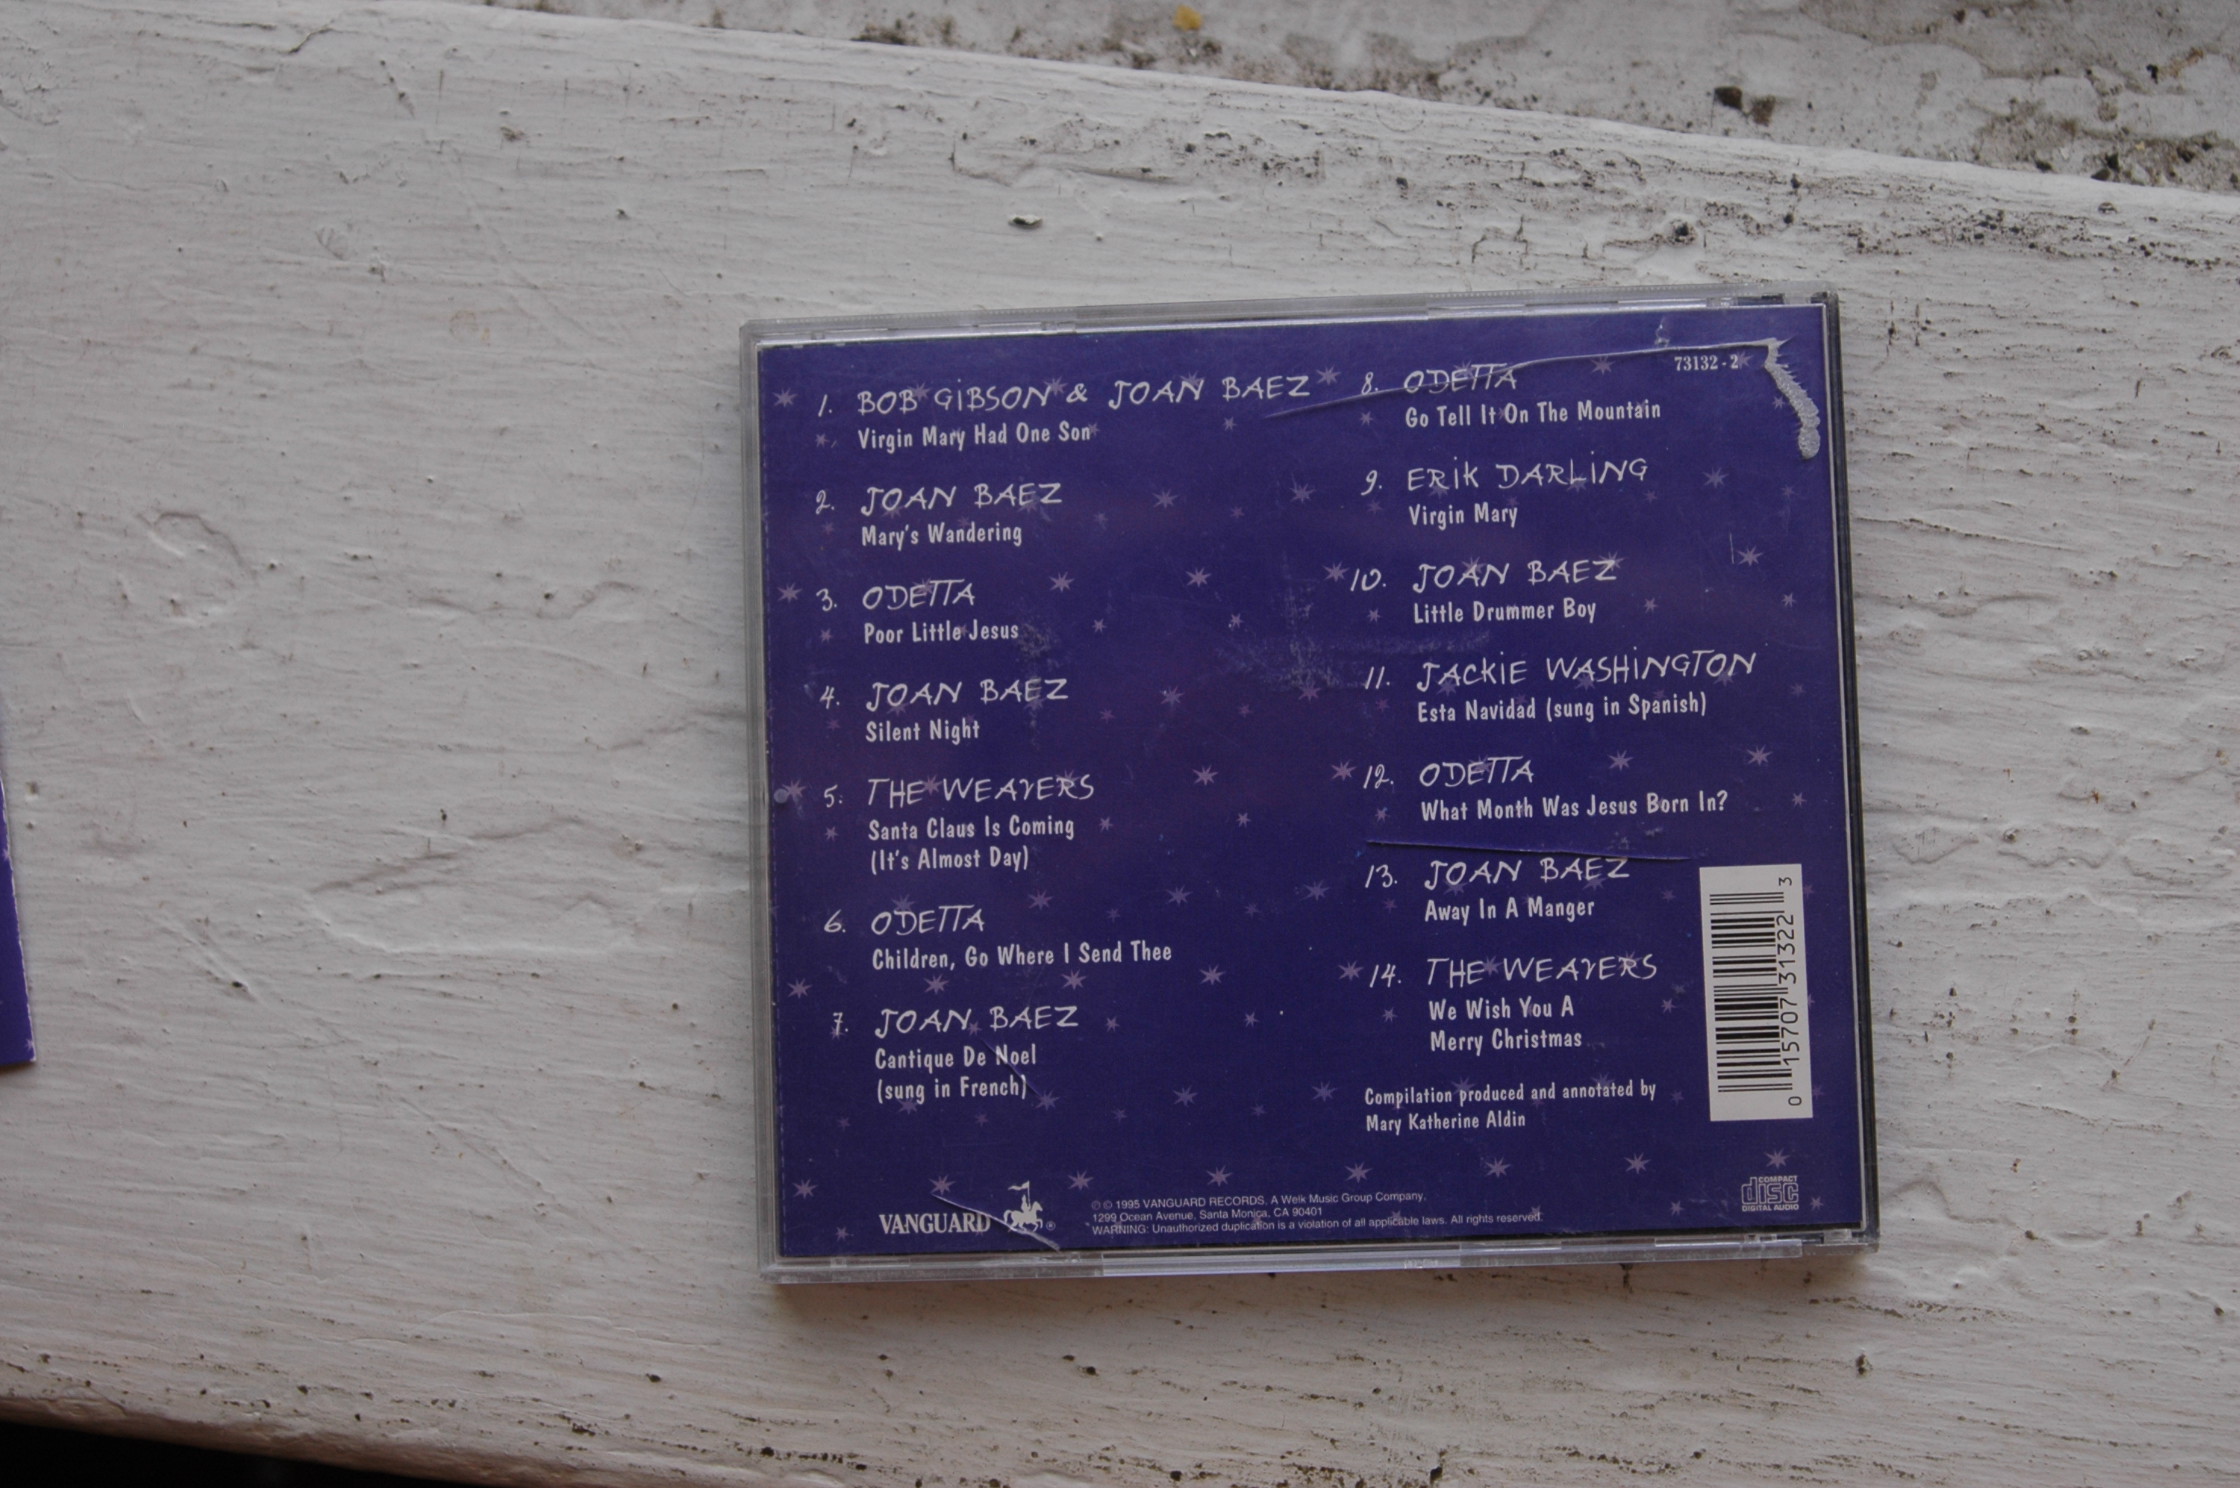 1. BOB GIBSON & JOAN BAEZ
Virgin Mary Had One Son
2. JOAN BAEZ
Mary's Wandering
3. ODETTA
Poor Little Jesus
4. JOAN BAEZ
Silent Night
5. THE WEAVERS
Santa Claus Is Coming
(It's Almost Day)
6. ODETTA
Children, Go Where I Send Thee
7. JOAN BAEZ
Cantique De Noel
(sung in French)
73132-2
8. ODETTA
Go Tell It On The Mountain
9. ERIK DARLING
Virgin Mary
10. JOAN BAEZ
Little Drummer Boy
11. JACKIE WASHINGTON
Esta Navidad (sung in Spanish)
12. ODETTA
What Month Was Jesus Born In?
13. JOAN BAEZ
Away In A Manger
14. THE WEAVERS
We Wish You A
Merry Christmas
Compilation produced and annotated by
Mary Katherine Aldin
0 15707 31322 3
VANGUARD ®
℗ © 1995 VANGUARD RECORDS. A Welk Music Group Company.
1299 Ocean Avenue, Santa Monica, CA 90401
WARNING: Unauthorized duplication is a violation of all applicable laws. All rights reserved.
COMPACT
disc
DIGITAL AUDIO